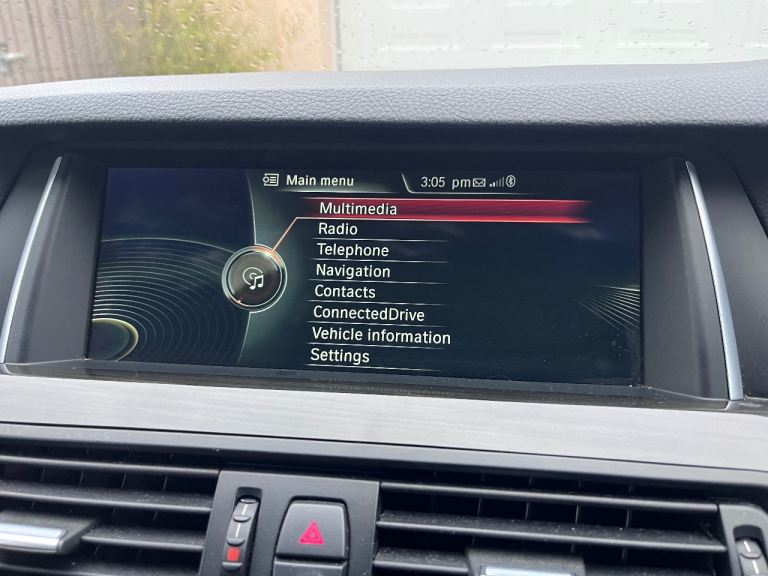 Main menu 3:05 pm
Multimedia
Radio
Telephone
Navigation
Contacts
ConnectedDrive
Vehicle information
Settings